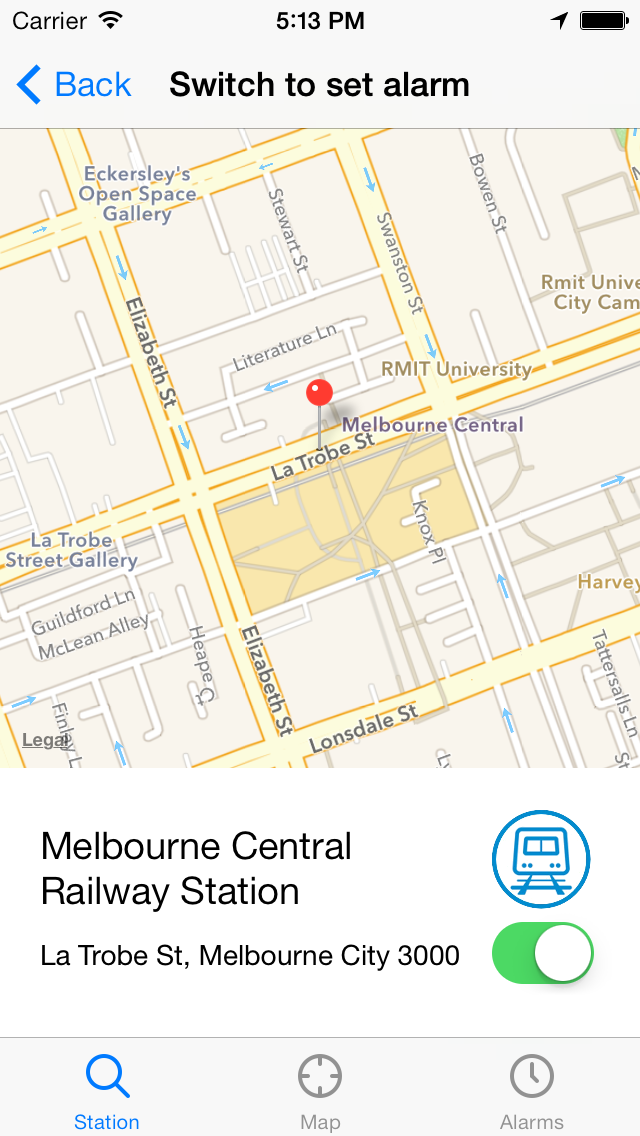 Carrier 5:13 PM
Back Switch to set alarm
Eckersley's
Open Space
Gallery
Stewart St
Bowen St
Swanston St
Rmit Unive
City Cam
Elizabeth St
Literature Ln
RMIT University
Melbourne Central
La Trobe St
La Trobe
Street Gallery
Knox Pl
Harvey
Guildford Ln
McLean Alley
Heape Ct
Elizabeth St
Tattersalls Ln
Lonsdale St
Legal
Melbourne Central
Railway Station
La Trobe St, Melbourne City 3000
Station Map Alarms